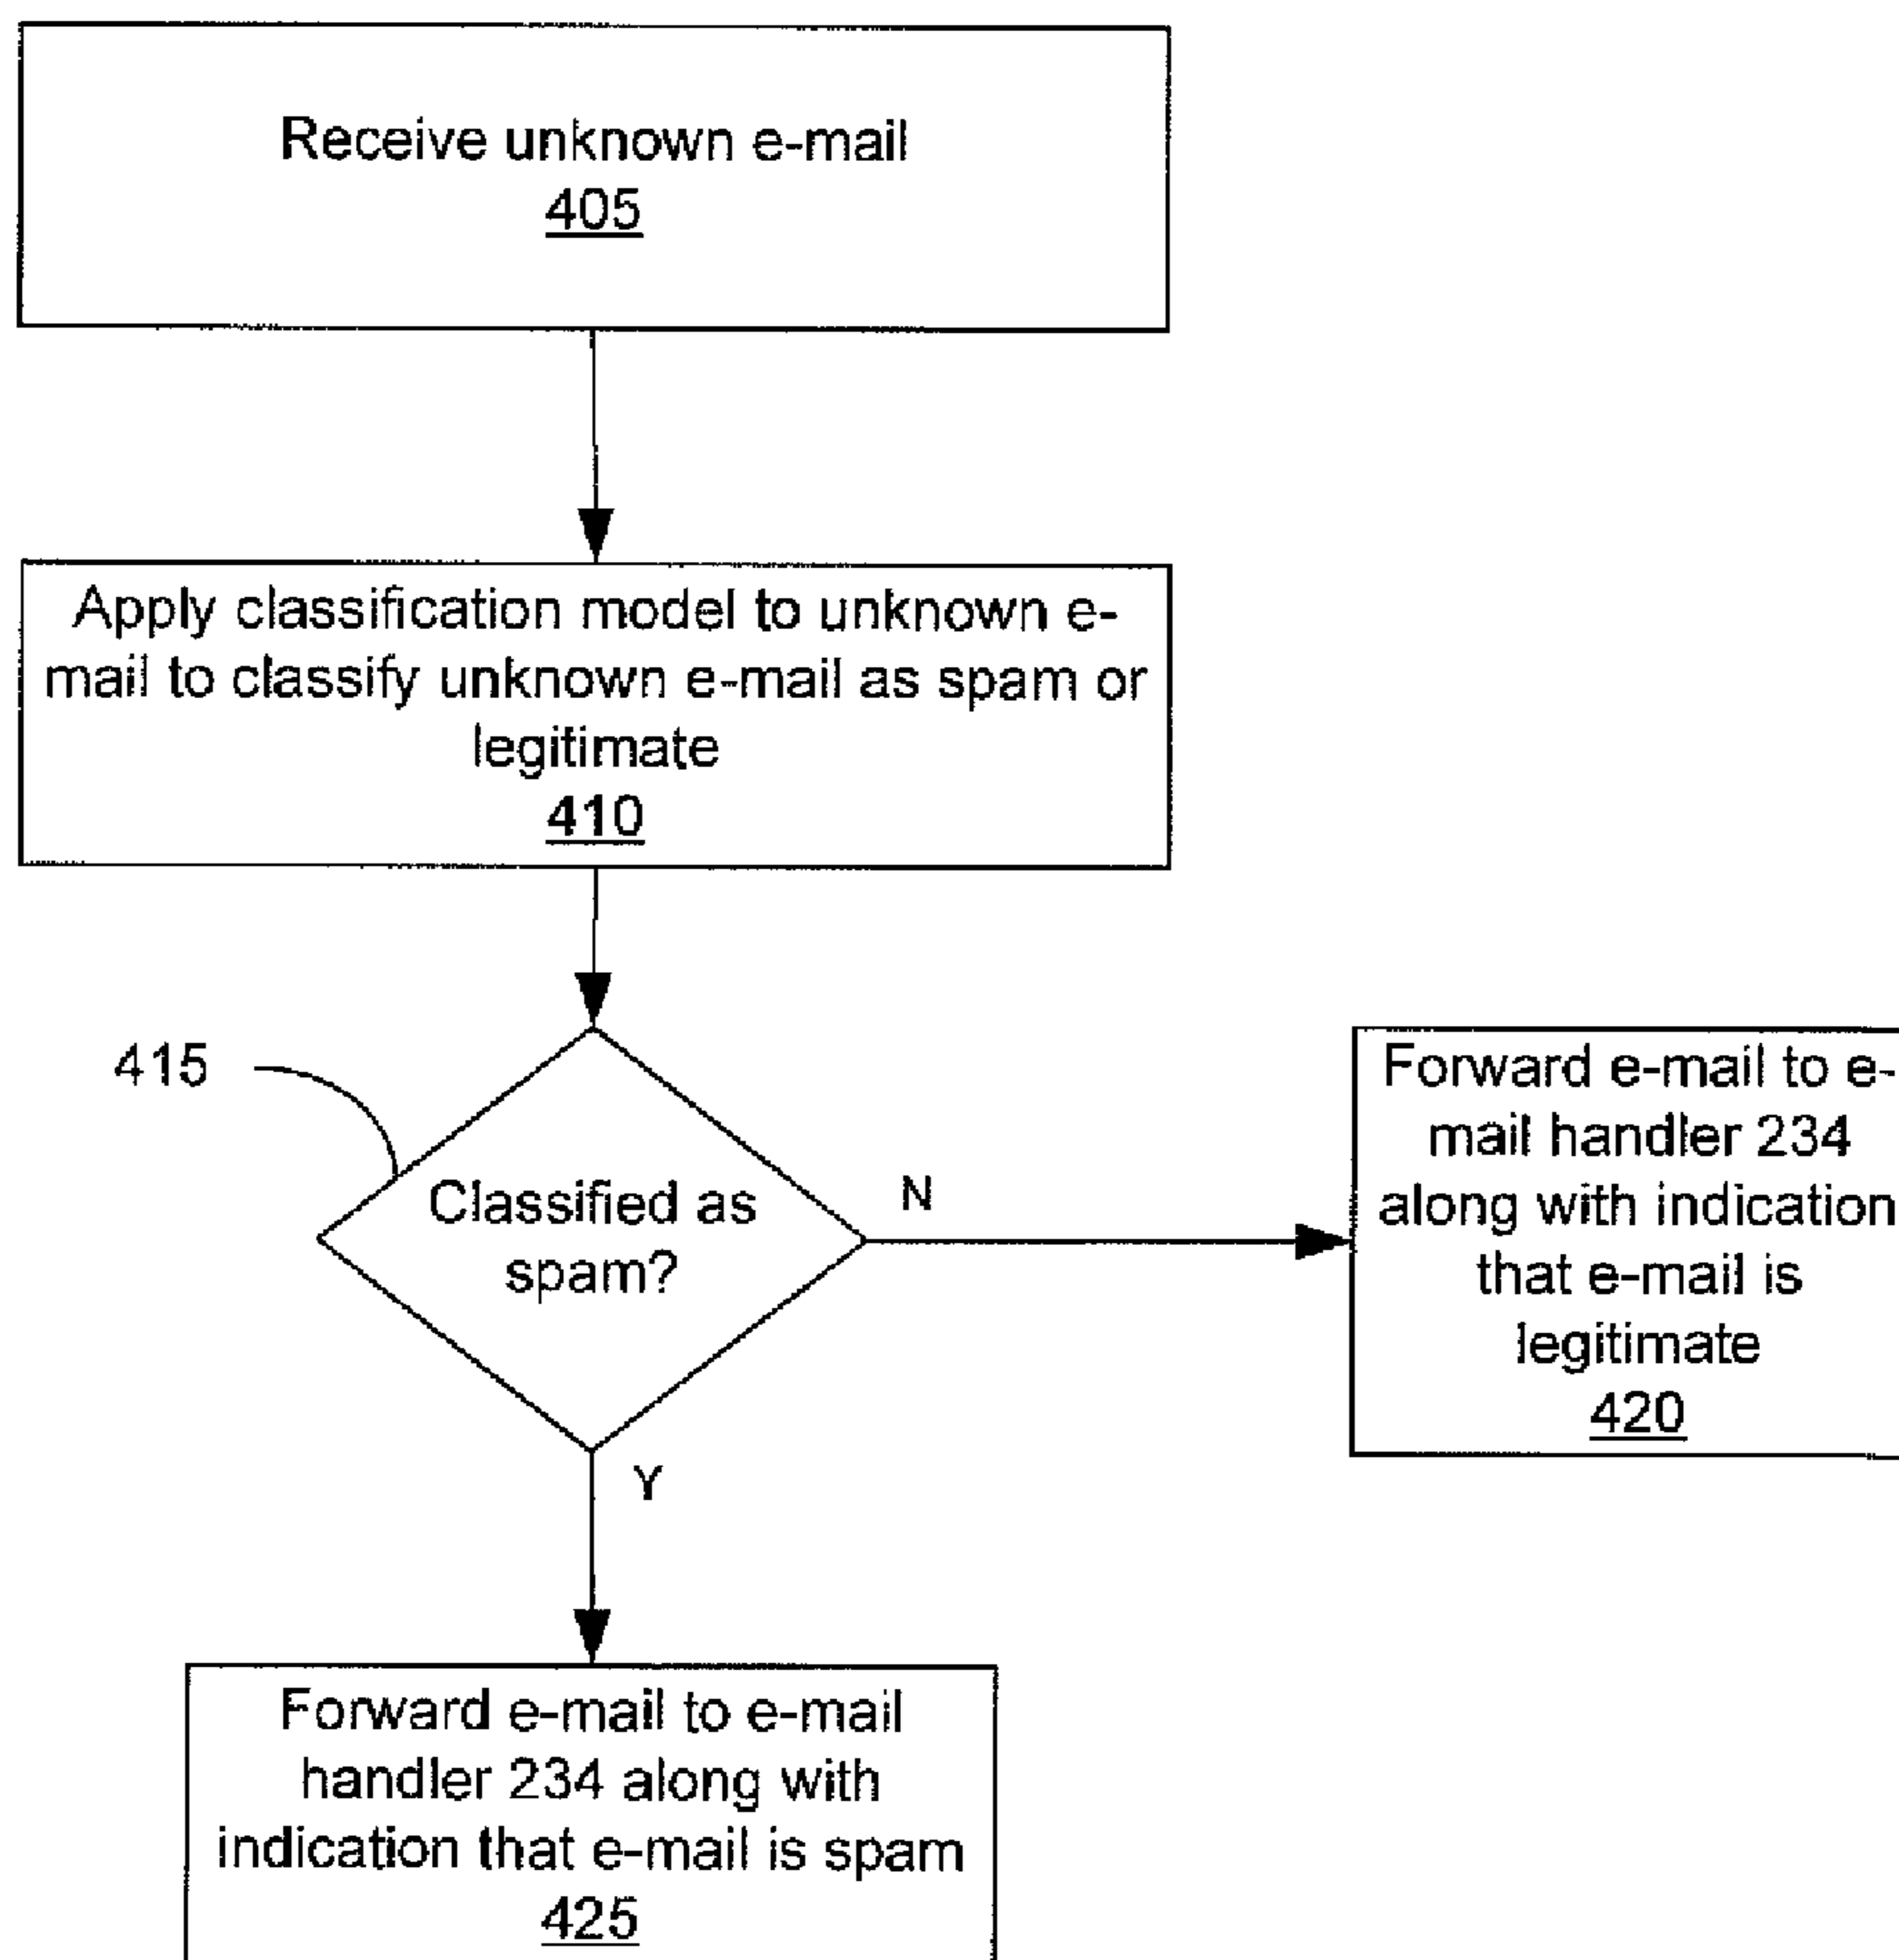 Receive unknown e-mail
405
Apply classification model to unknown e-
mail to classify unknown e-mail as spam or
legitimate
410
415
Classified as
spam?
N
Forward e-mail to e-
mail handler 234
along with indication
that e-mail is
legitimate
420
Y
Forward e-mail to e-mail
handler 234 along with
indication that e-mail is spam
425